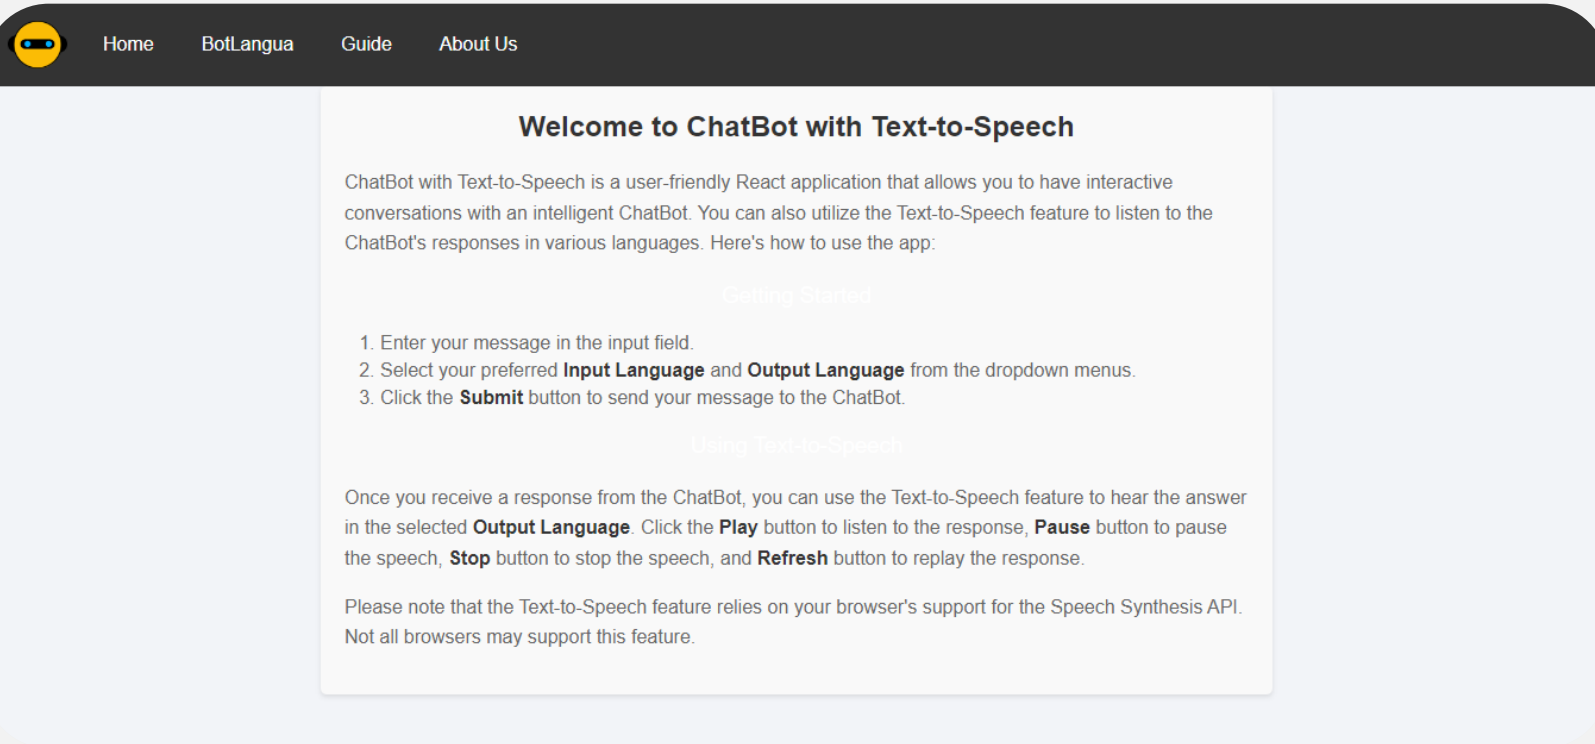 Home BotLangua Guide About Us
Welcome to ChatBot with Text-to-Speech
ChatBot with Text-to-Speech is a user-friendly React application that allows you to have interactive
conversations with an intelligent ChatBot. You can also utilize the Text-to-Speech feature to listen to the
ChatBot's responses in various languages. Here's how to use the app:
Getting Started
1. Enter your message in the input field.
2. Select your preferred Input Language and Output Language from the dropdown menus.
3. Click the Submit button to send your message to the ChatBot.
Using Text-to-Speech
Once you receive a response from the ChatBot, you can use the Text-to-Speech feature to hear the answer
in the selected Output Language. Click the Play button to listen to the response, Pause button to pause
the speech, Stop button to stop the speech, and Refresh button to replay the response.
Please note that the Text-to-Speech feature relies on your browser's support for the Speech Synthesis API.
Not all browsers may support this feature.